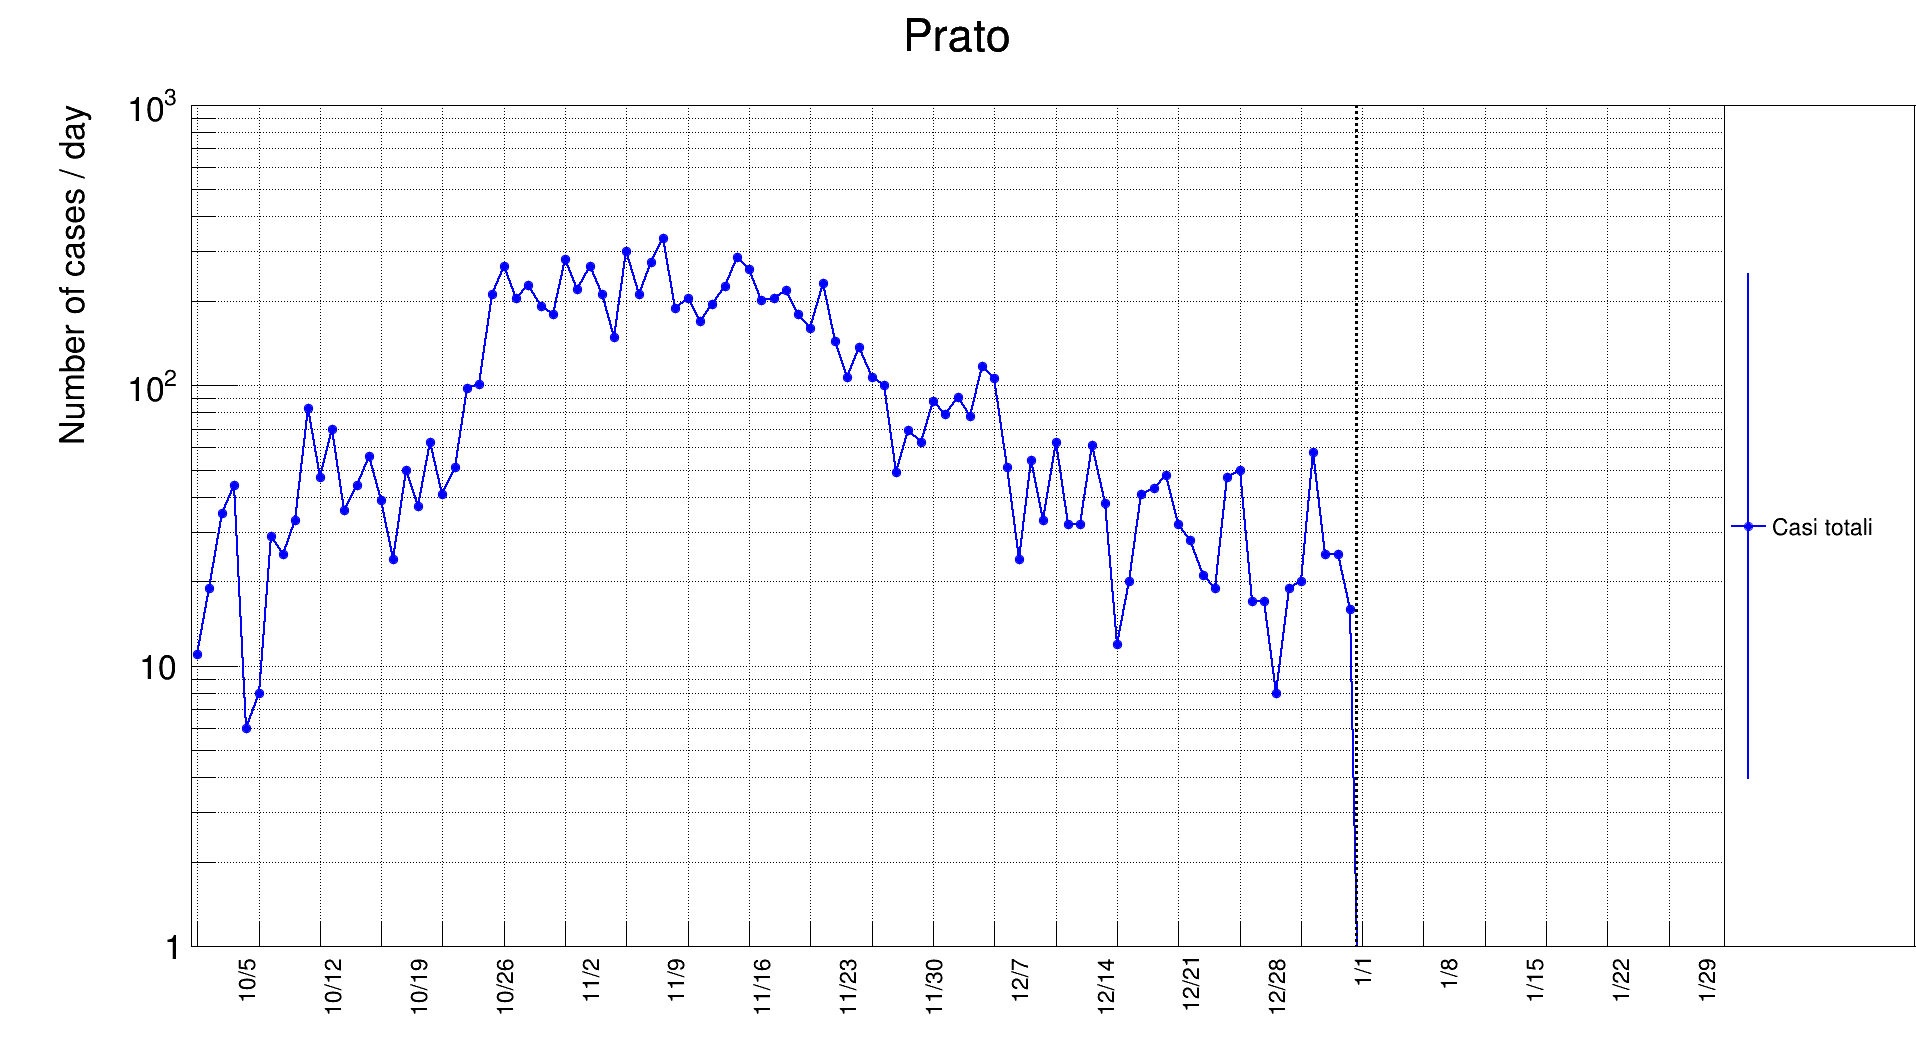 Prato
Number of cases / day
10³
10²
10
1
10/5 10/12 10/19 10/26 11/2 11/9 11/16 11/23 11/30 12/7 12/14 12/21 12/28 1/1 1/8 1/15 1/22 1/29
Casi totali